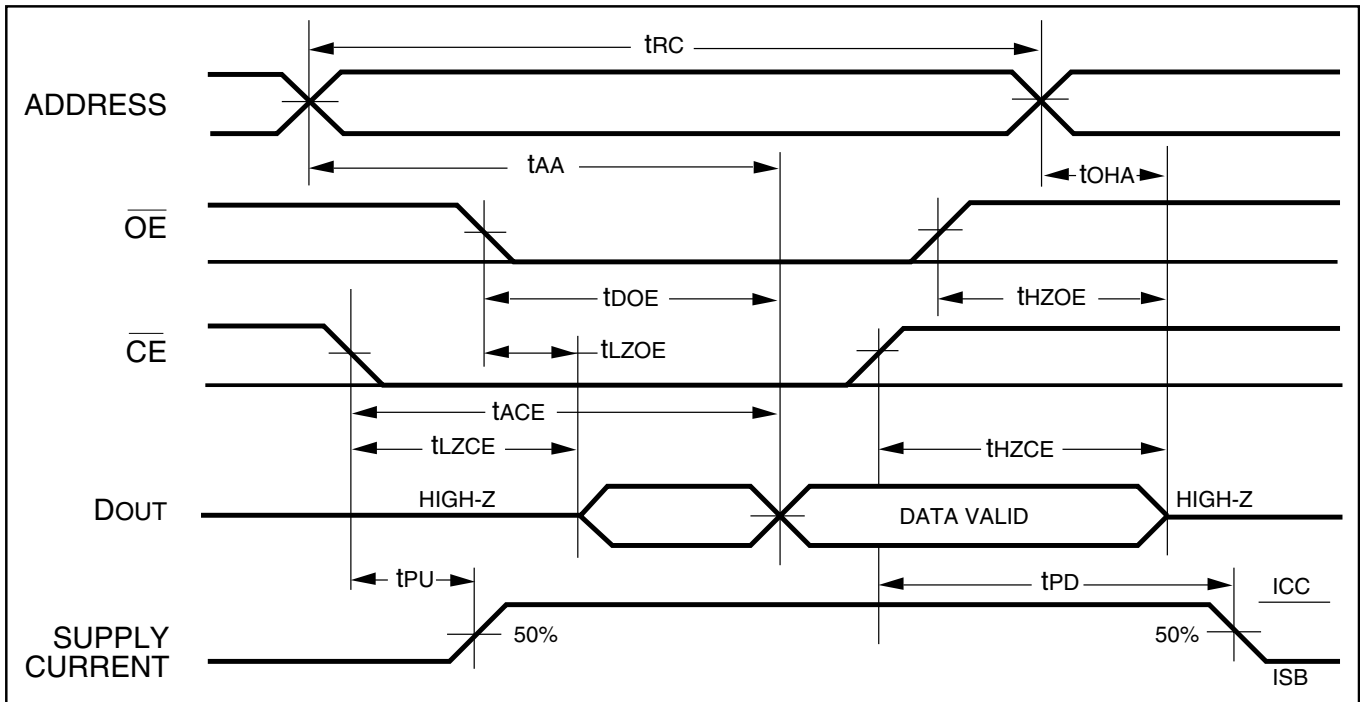 tRC
ADDRESS
tAA
tOHA
OE
tDOE
tHZOE
CE
tLZOE
tACE
tLZCE
tHZCE
DOUT
HIGH-Z
DATA VALID
HIGH-Z
tPU
tPD
ICC
SUPPLY
CURRENT
50%
50%
ISB